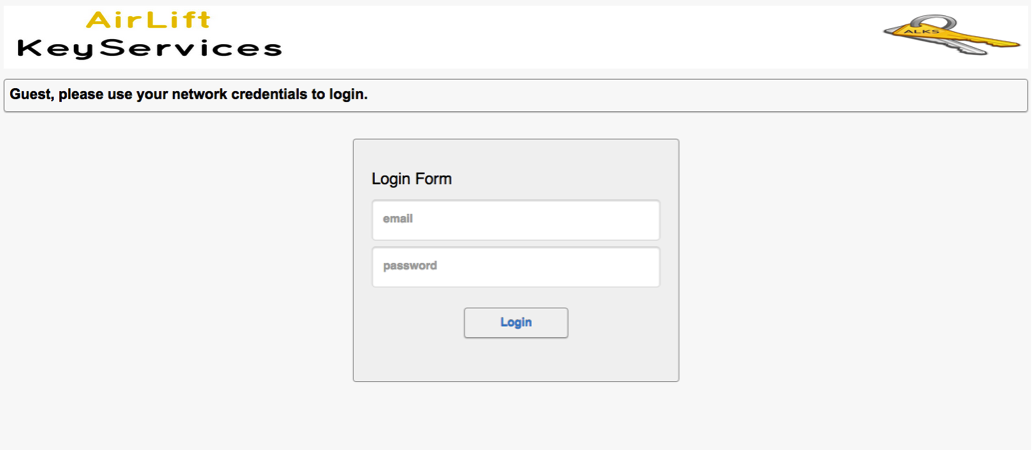 AirLift
KeyServices
ALKS
Guest, please use your network credentials to login.
Login Form
email
password
Login